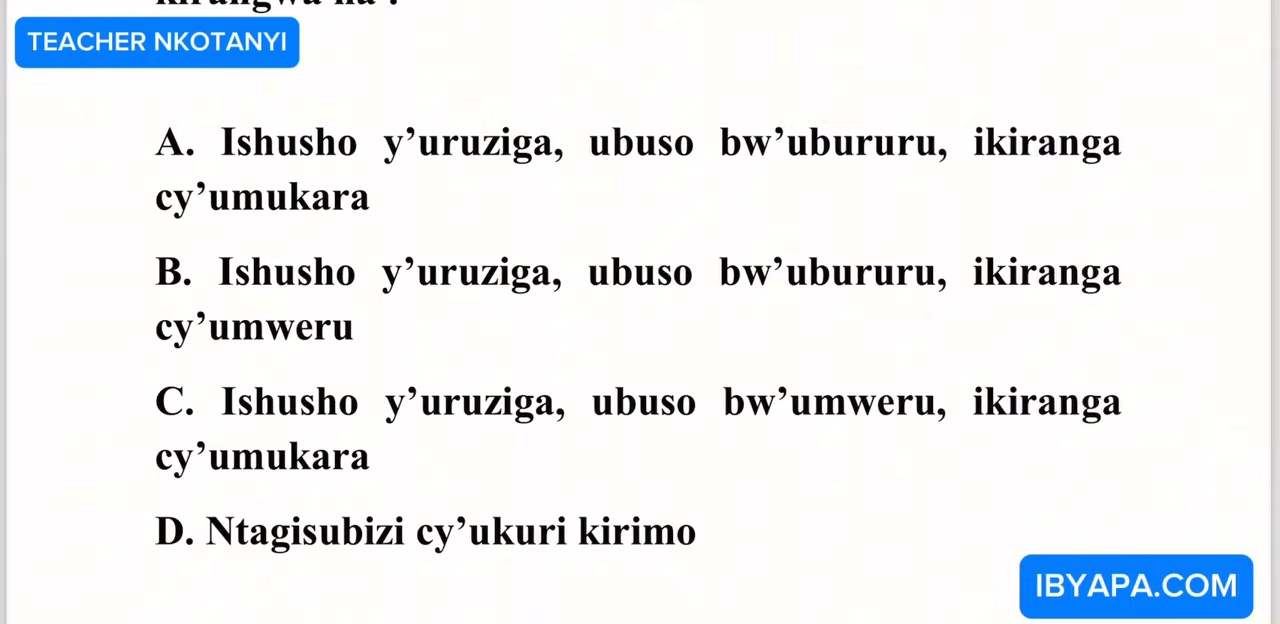 TEACHER NKOTANYI
A. Ishusho y’uruziga, ubuso bw’ubururu, ikiranga
cy’umukara
B. Ishusho y’uruziga, ubuso bw’ubururu, ikiranga
cy’umweru
C. Ishusho y’uruziga, ubuso bw’umweru, ikiranga
cy’umukara
D. Ntagisubizi cy’ukuri kirimo
IBYAPA.COM